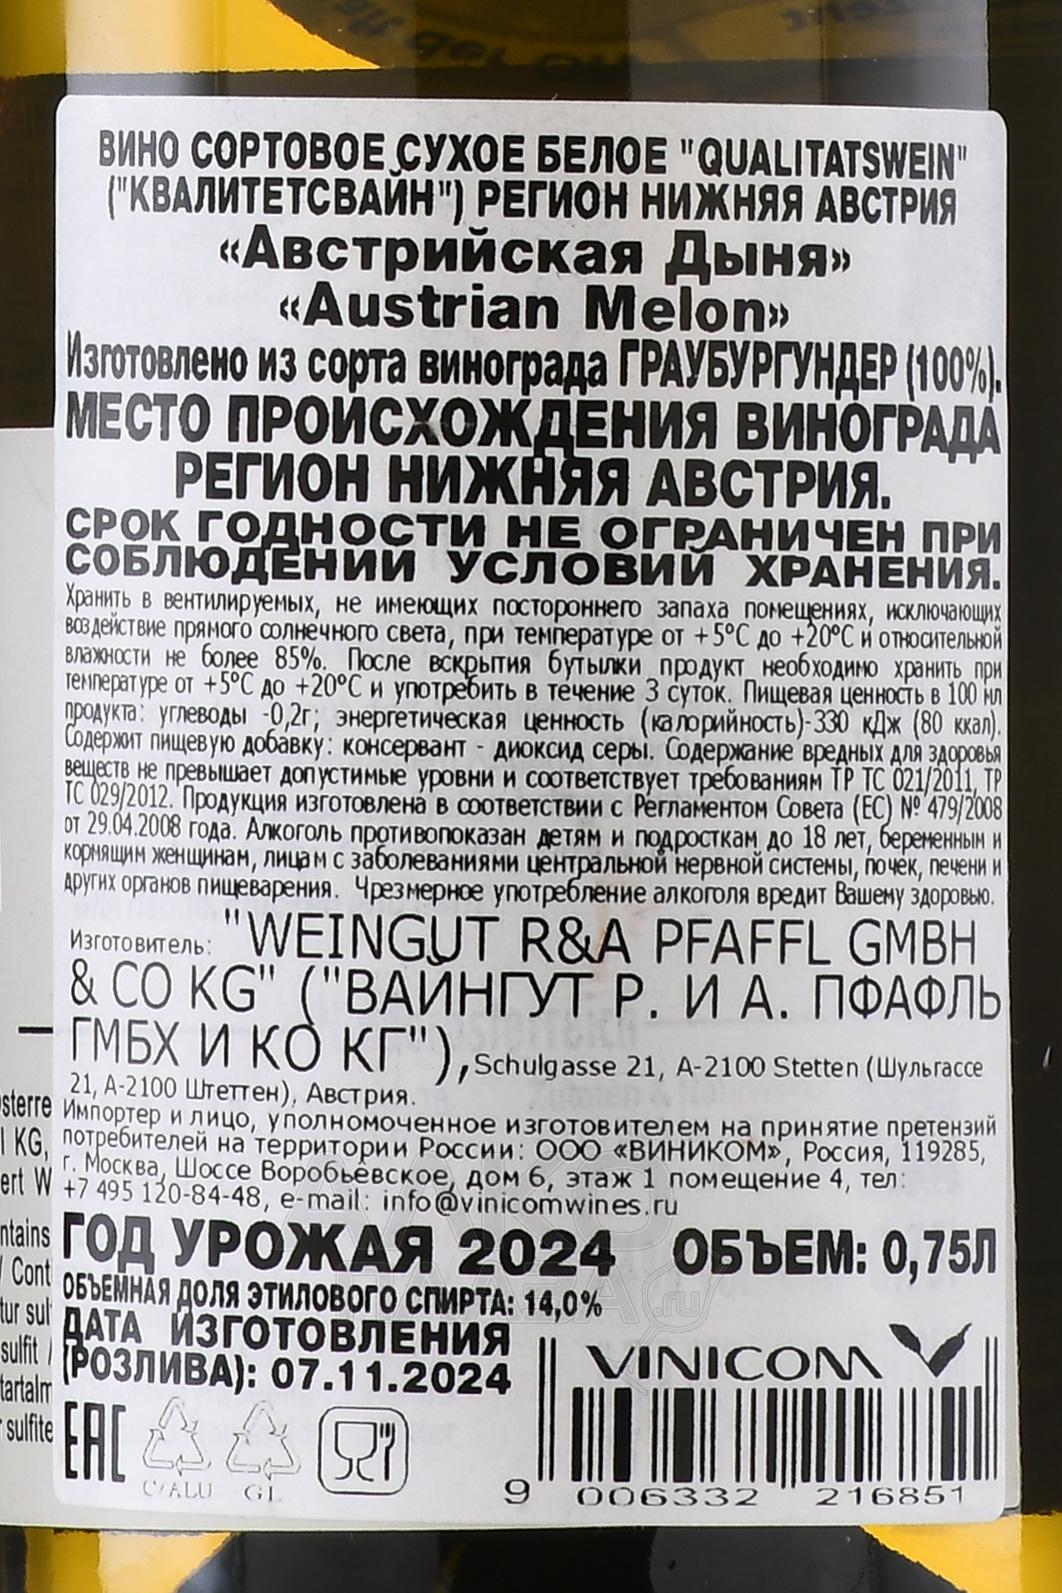 ВИНО СОРТОВОЕ СУХОЕ БЕЛОЕ "QUALITATSWEIN"
("КВАЛИТЕТСВАЙН") РЕГИОН НИЖНЯЯ АВСТРИЯ
«Австрийская Дыня»
«Austrian Melon»
Изготовлено из сорта винограда ГРАУБУРГУНДЕР (100%).
МЕСТО ПРОИСХОЖДЕНИЯ ВИНОГРАДА
РЕГИОН НИЖНЯЯ АВСТРИЯ.
СРОК ГОДНОСТИ НЕ ОГРАНИЧЕН ПРИ
СОБЛЮДЕНИИ УСЛОВИЙ ХРАНЕНИЯ.
Хранить в вентилируемых, не имеющих постороннего запаха помещениях, исключающих
воздействие прямого солнечного света, при температуре от +5°С до +20°С и относительной
влажности не более 85%. После вскрытия бутылки продукт необходимо хранить при
температуре от +5°С до +20°С и употребить в течение 3 суток. Пищевая ценность в 100 мл
продукта: углеводы -0,2г; энергетическая ценность (калорийность)-330 кДж (80 ккал).
Содержит пищевую добавку: консервант - диоксид серы. Содержание вредных для здоровья
веществ не превышает допустимые уровни и соответствует требованиям ТР ТС 021/2011, ТР
ТС 029/2012. Продукция изготовлена в соответствии с Регламентом Совета (ЕС) № 479/2008
от 29.04.2008 года. Алкоголь противопоказан детям и подросткам до 18 лет, беременным и
кормящим женщинам, лицам с заболеваниями центральной нервной системы, почек, печени и
других органов пищеварения. Чрезмерное употребление алкоголя вредит Вашему здоровью.
Изготовитель: "WEINGUT R&A PFAFFL GMBH
& CO KG" ("ВАЙНГУТ Р. И А. ПФАФЛЬ
ГМБХ И КО КГ"), Schulgasse 21, A-2100 Stetten (Шульгассе
21, А-2100 Штеттен), Австрия.
Импортер и лицо, уполномоченное изготовителем на принятие претензий
потребителей на территории России: ООО «ВИНИКОМ», Россия, 119285,
г. Москва, Шоссе Воробьёвское, дом 6, этаж 1 помещение 4, тел:
+7 495 120-84-48, e-mail: info@vinicomwines.ru
ГОД УРОЖАЯ 2024 ОБЪЕМ: 0,75Л
ОБЪЕМНАЯ ДОЛЯ ЭТИЛОВОГО СПИРТА: 14,0%
ДАТА ИЗГОТОВЛЕНИЯ
(РОЗЛИВА): 07.11.2024
VINICOM
EAC
C/ALU GL
9 006332 216851
sterre
KG,
ert W
ntains
Cont
tur sul
sulfit /
tartalm
sulfite